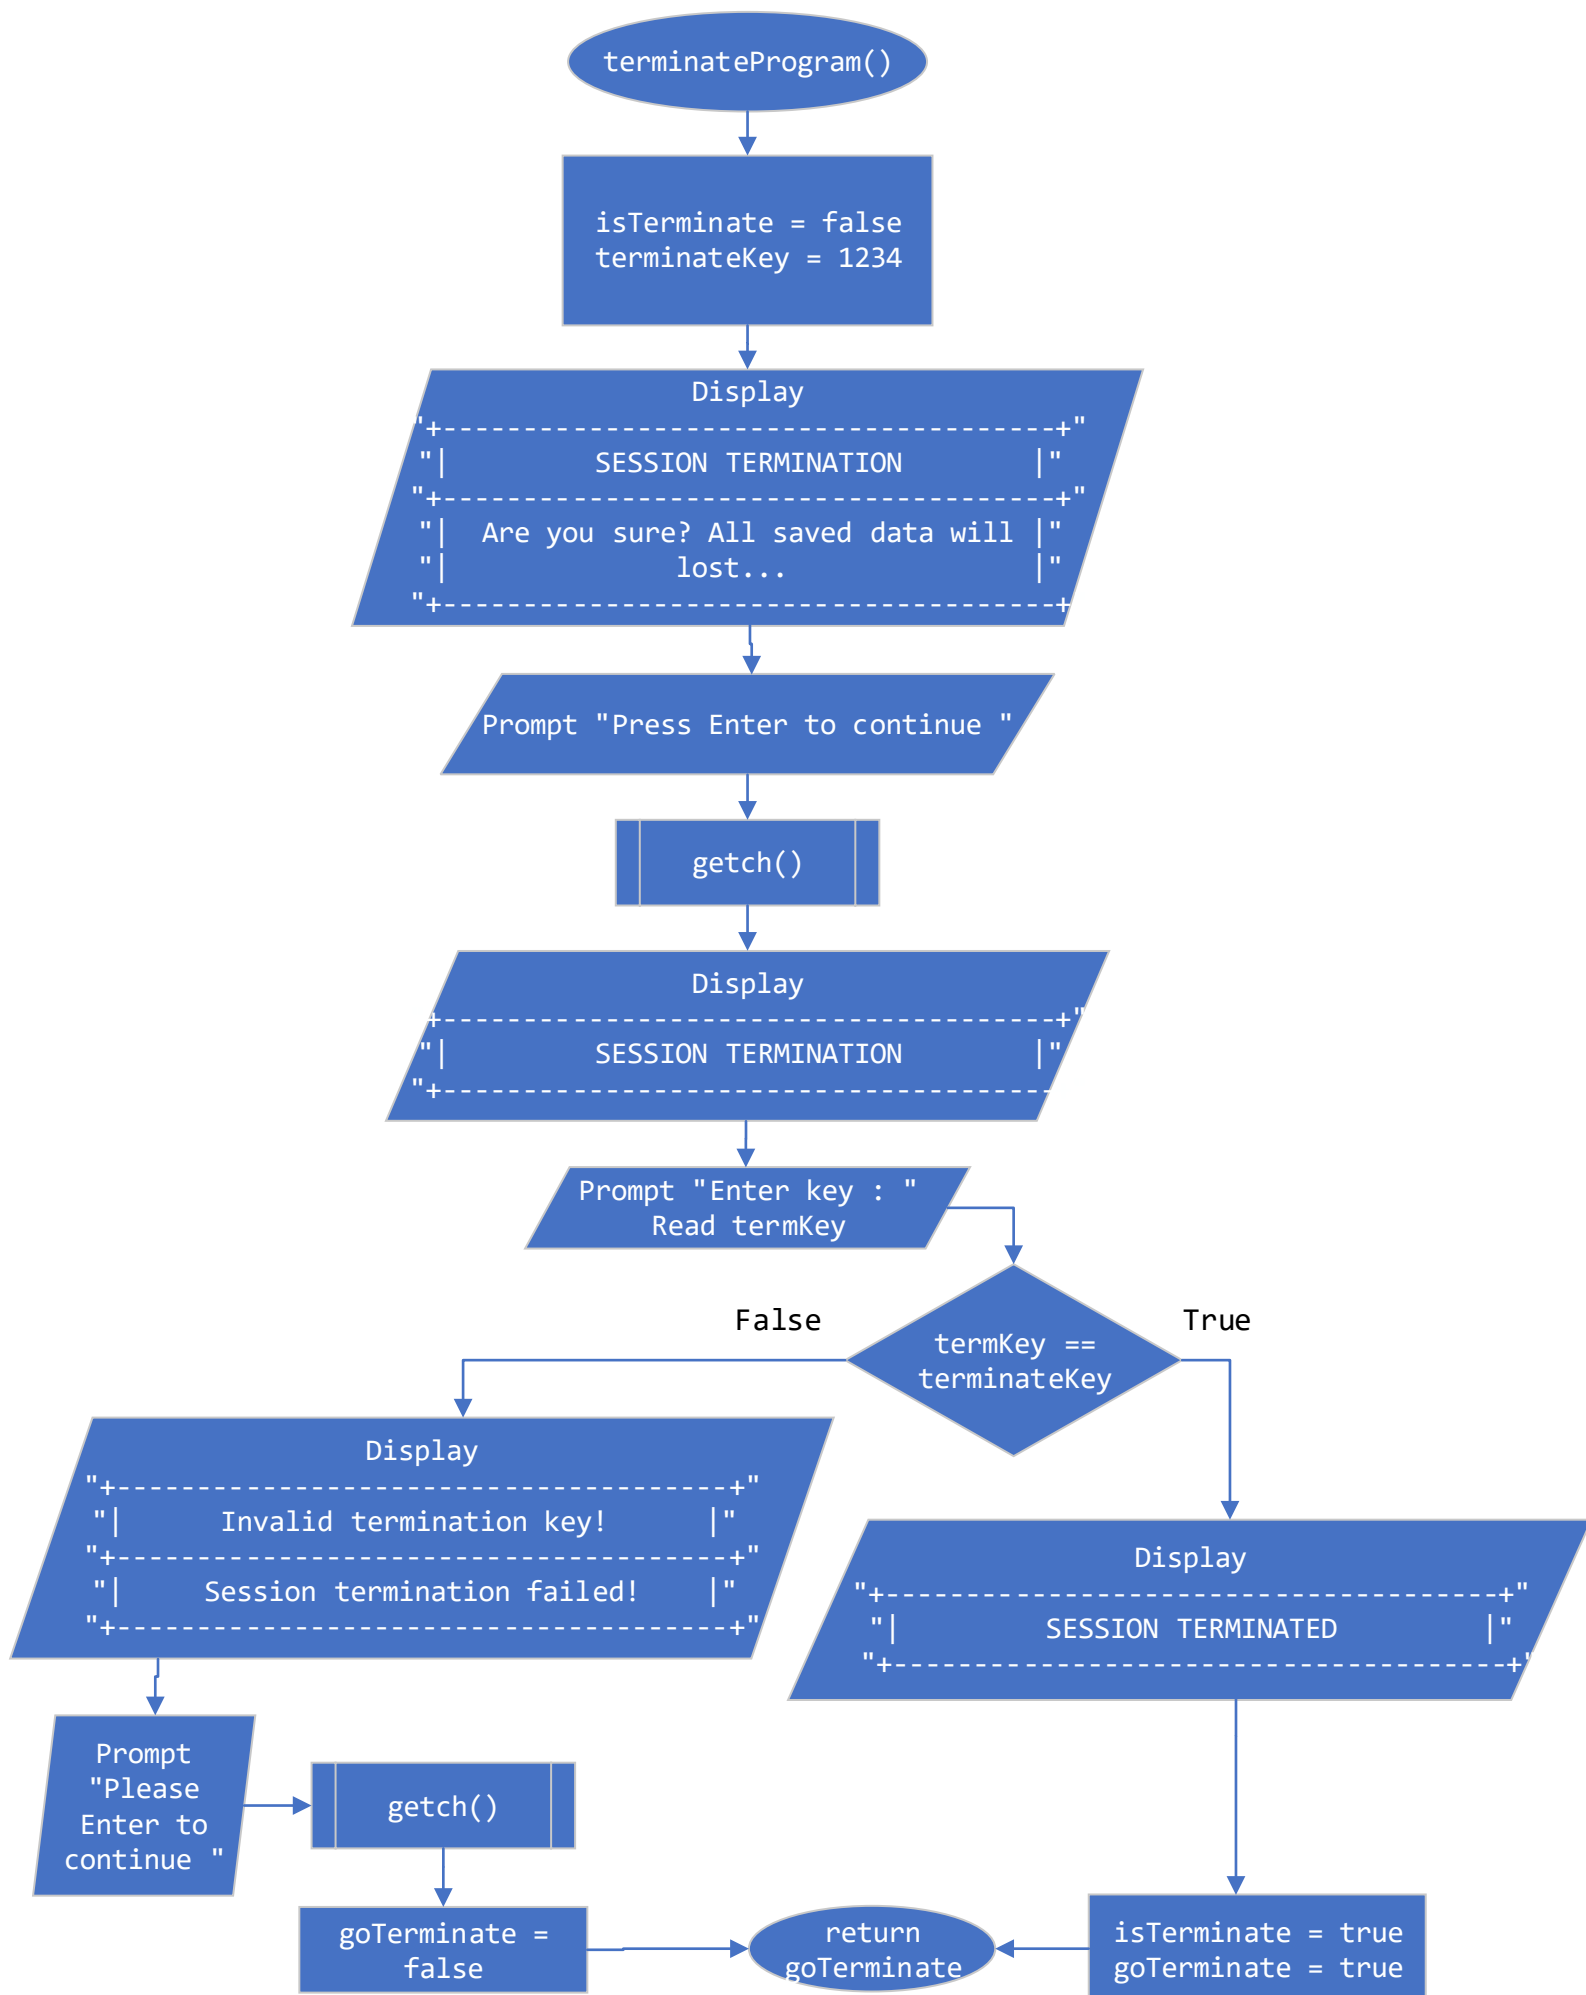 terminateProgram()
isTerminate = false
terminateKey = 1234
Display
"+--------------------------------------+"
"|         SESSION TERMINATION        |"
"+--------------------------------------+"
"|  Are you sure? All saved data will |"
"|              lost...               |"
"+--------------------------------------+
Prompt "Press Enter to continue "
getch()
Display
+--------------------------------------+"
"|         SESSION TERMINATION        |"
"+--------------------------------------
Prompt "Enter key : "
Read termKey
False
True
termKey ==
terminateKey
Display
"+--------------------------------------+"
"|      Invalid termination key!      |"
"+--------------------------------------+"
"|     Session termination failed!    |"
"+--------------------------------------+"
Display
"+--------------------------------------+"
"|         SESSION TERMINATED         |"
"+--------------------------------------+"
Prompt
"Please
Enter to
continue "
getch()
goTerminate =
false
return
goTerminate
isTerminate = true
goTerminate = true